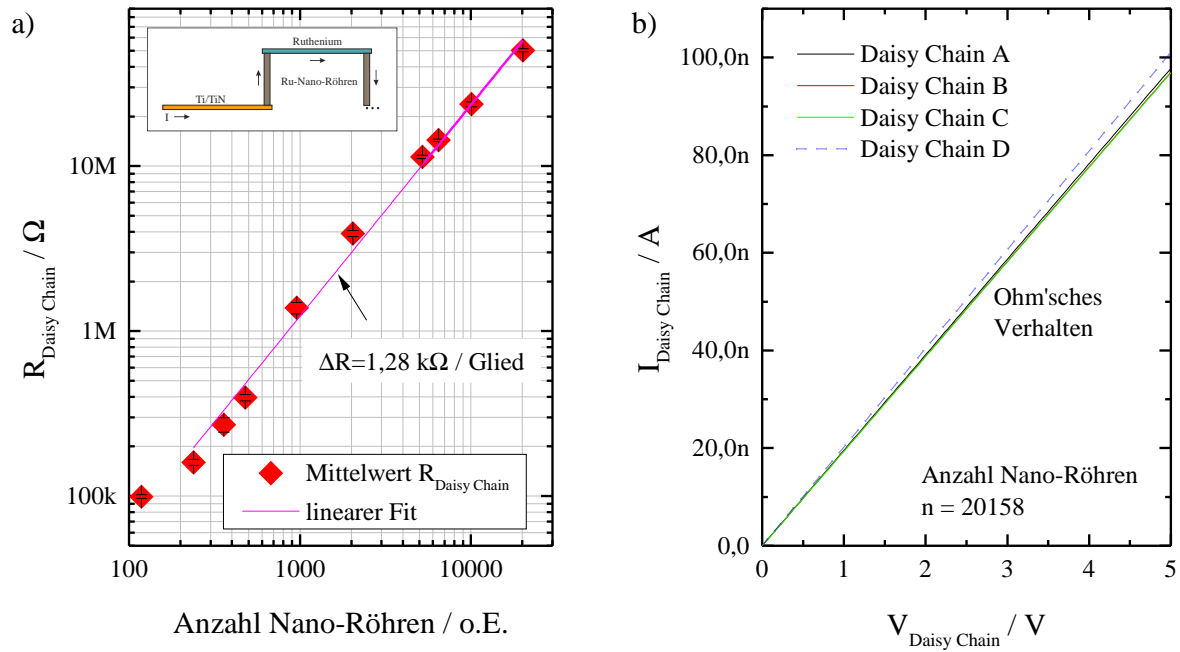 a)
Ruthenium
Ru-Nano-Röhren
Ti/TiN
I
...
10M
1M
100k
R_Daisy Chain / Ω
ΔR=1,28 kΩ / Glied
Mittelwert R_Daisy Chain
linearer Fit
100
1000
10000
Anzahl Nano-Röhren / o.E.
b)
100,0n
80,0n
60,0n
40,0n
20,0n
0,0
I_Daisy Chain / A
Daisy Chain A
Daisy Chain B
Daisy Chain C
Daisy Chain D
Ohm'sches
Verhalten
Anzahl Nano-Röhren
n = 20158
0
1
2
3
4
5
V_Daisy Chain / V